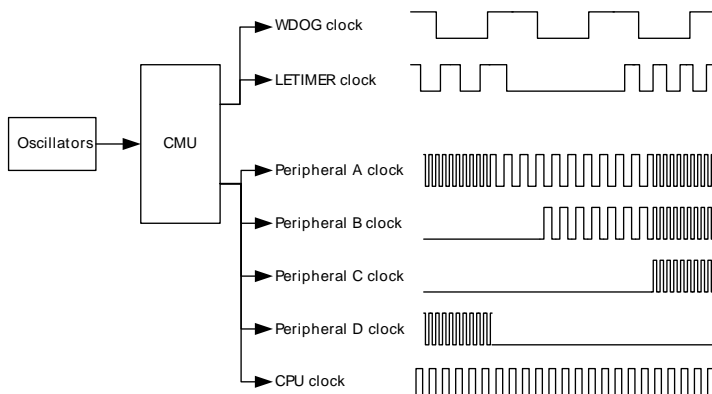 WDOG clock
LETIMER clock
Oscillators
CMU
Peripheral A clock
Peripheral B clock
Peripheral C clock
Peripheral D clock
CPU clock